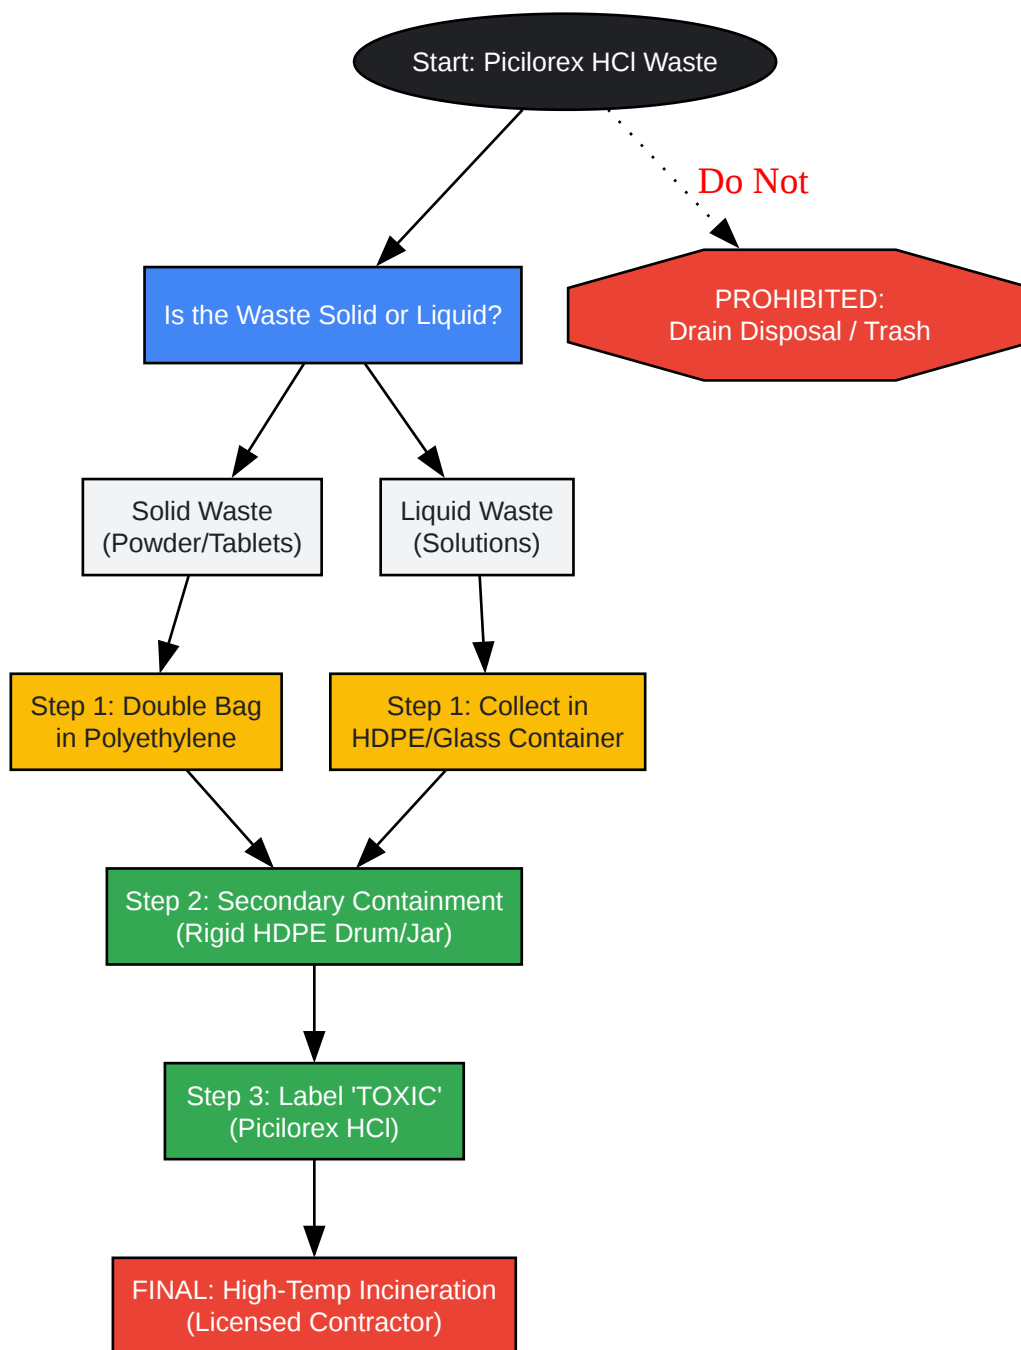 Start: Picilorex HCl Waste
Do Not
Is the Waste Solid or Liquid?
PROHIBITED:
Drain Disposal / Trash
Solid Waste
(Powder/Tablets)
Liquid Waste
(Solutions)
Step 1: Double Bag
in Polyethylene
Step 1: Collect in
HDPE/Glass Container
Step 2: Secondary Containment
(Rigid HDPE Drum/Jar)
Step 3: Label 'TOXIC'
(Picilorex HCl)
FINAL: High-Temp Incineration
(Licensed Contractor)